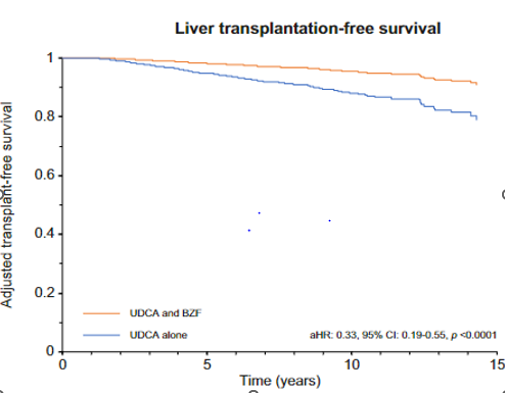 Liver transplantation-free survival
Adjusted transplant-free survival
1
0.8
0.6
0.4
0.2
0
UDCA and BZF
UDCA alone
aHR: 0.33, 95% CI: 0.19-0.55, p <0.0001
0 5 10 15
Time (years)